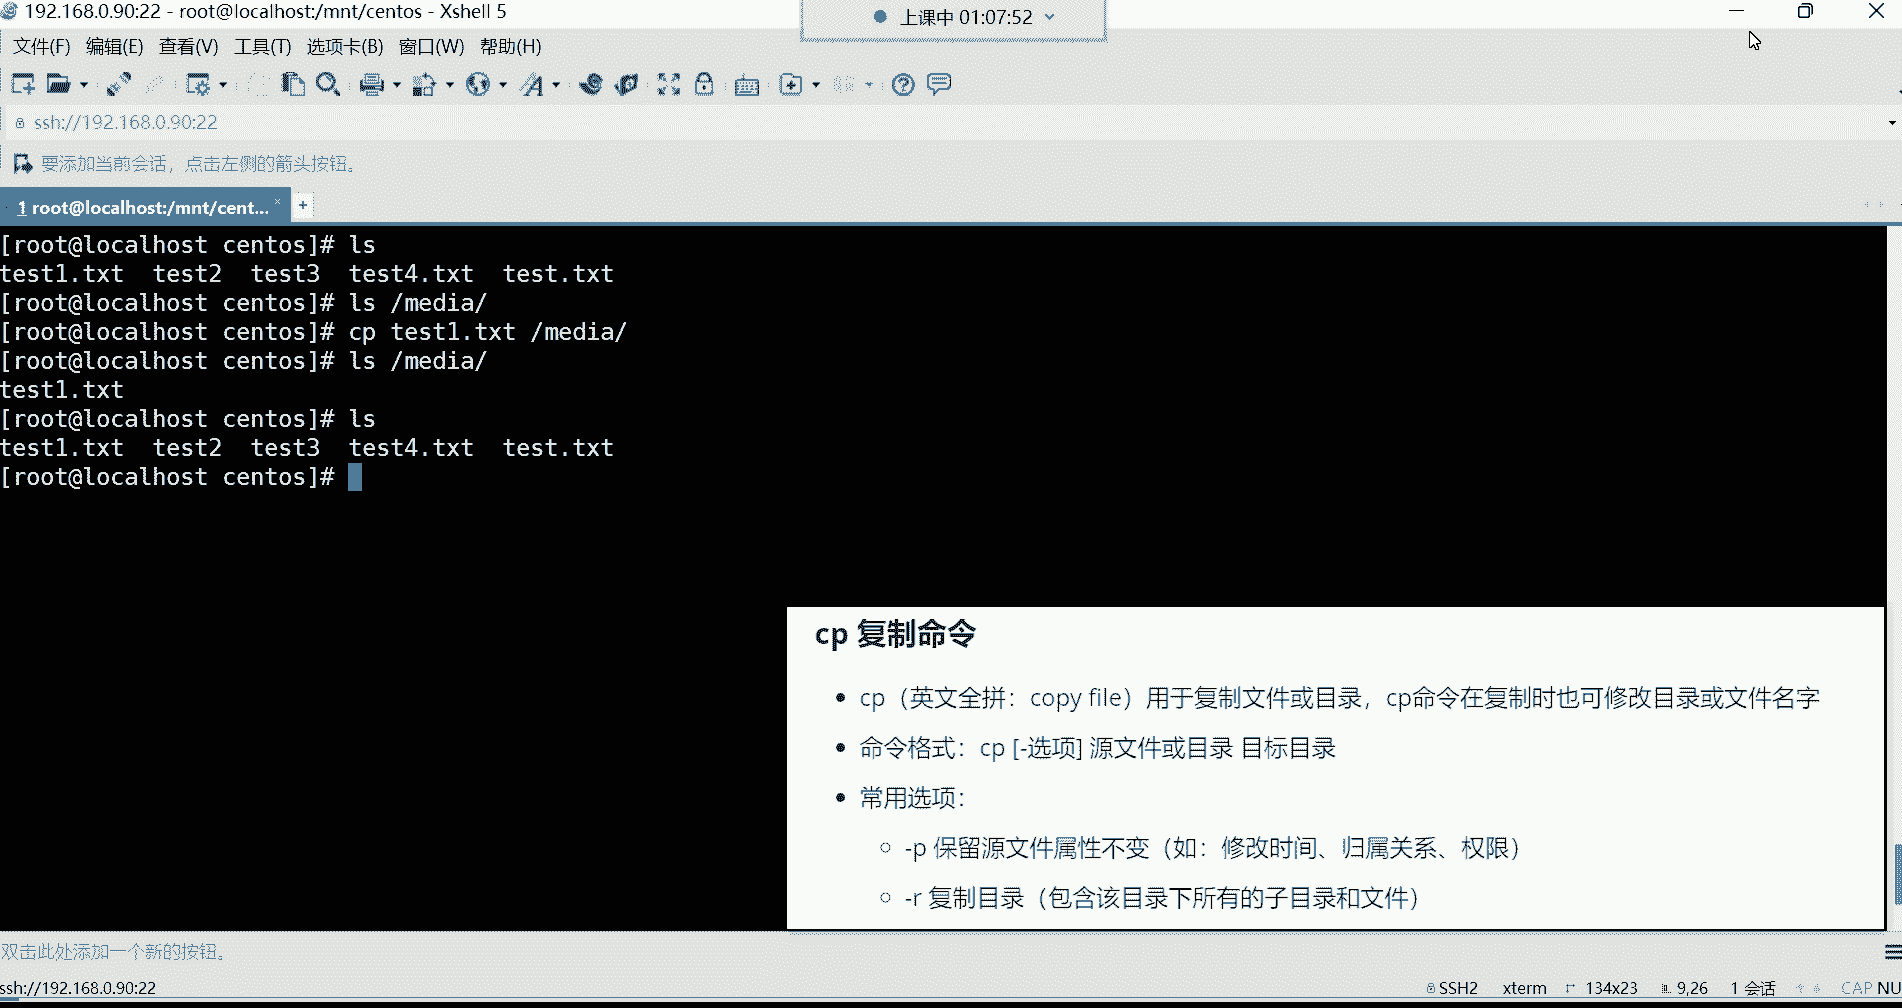 192.168.0.90:22 - root@localhost:/mnt/centos - Xshell 5
上课中 01:07:52
文件(F) 编辑(E) 查看(V) 工具(T) 选项卡(B) 窗口(W) 帮助(H)
ssh://192.168.0.90:22
要添加当前会话，点击左侧的箭头按钮。
1 root@localhost:/mnt/cent...
[root@localhost centos]# ls
test1.txt  test2  test3  test4.txt  test.txt
[root@localhost centos]# ls /media/
[root@localhost centos]# cp test1.txt /media/
[root@localhost centos]# ls /media/
test1.txt
[root@localhost centos]# ls
test1.txt  test2  test3  test4.txt  test.txt
[root@localhost centos]#
cp 复制命令
cp（英文全拼：copy file）用于复制文件或目录，cp命令在复制时也可修改目录或文件名字
命令格式：cp [-选项] 源文件或目录 目标目录
常用选项：
-p 保留源文件属性不变（如：修改时间、归属关系、权限）
-r 复制目录（包含该目录下所有的子目录和文件）
双击此处添加一个新的按钮。
ssh://192.168.0.90:22
SSH2 xterm 134x23 9,26 1 会话 CAP NU